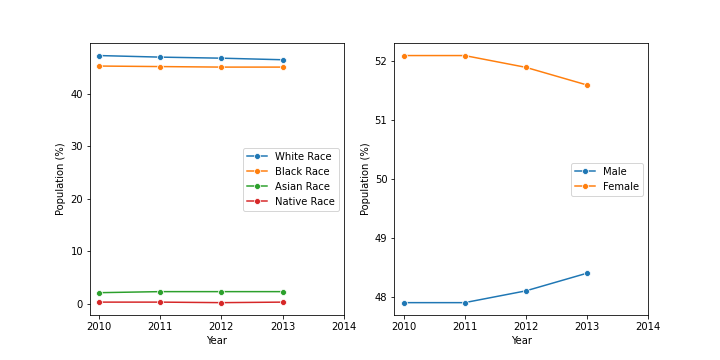 40
30
20
10
0
Population (%)
2010 2011 2012 2013 2014
Year
White Race
Black Race
Asian Race
Native Race
52
51
50
49
48
Population (%)
2010 2011 2012 2013 2014
Year
Male
Female